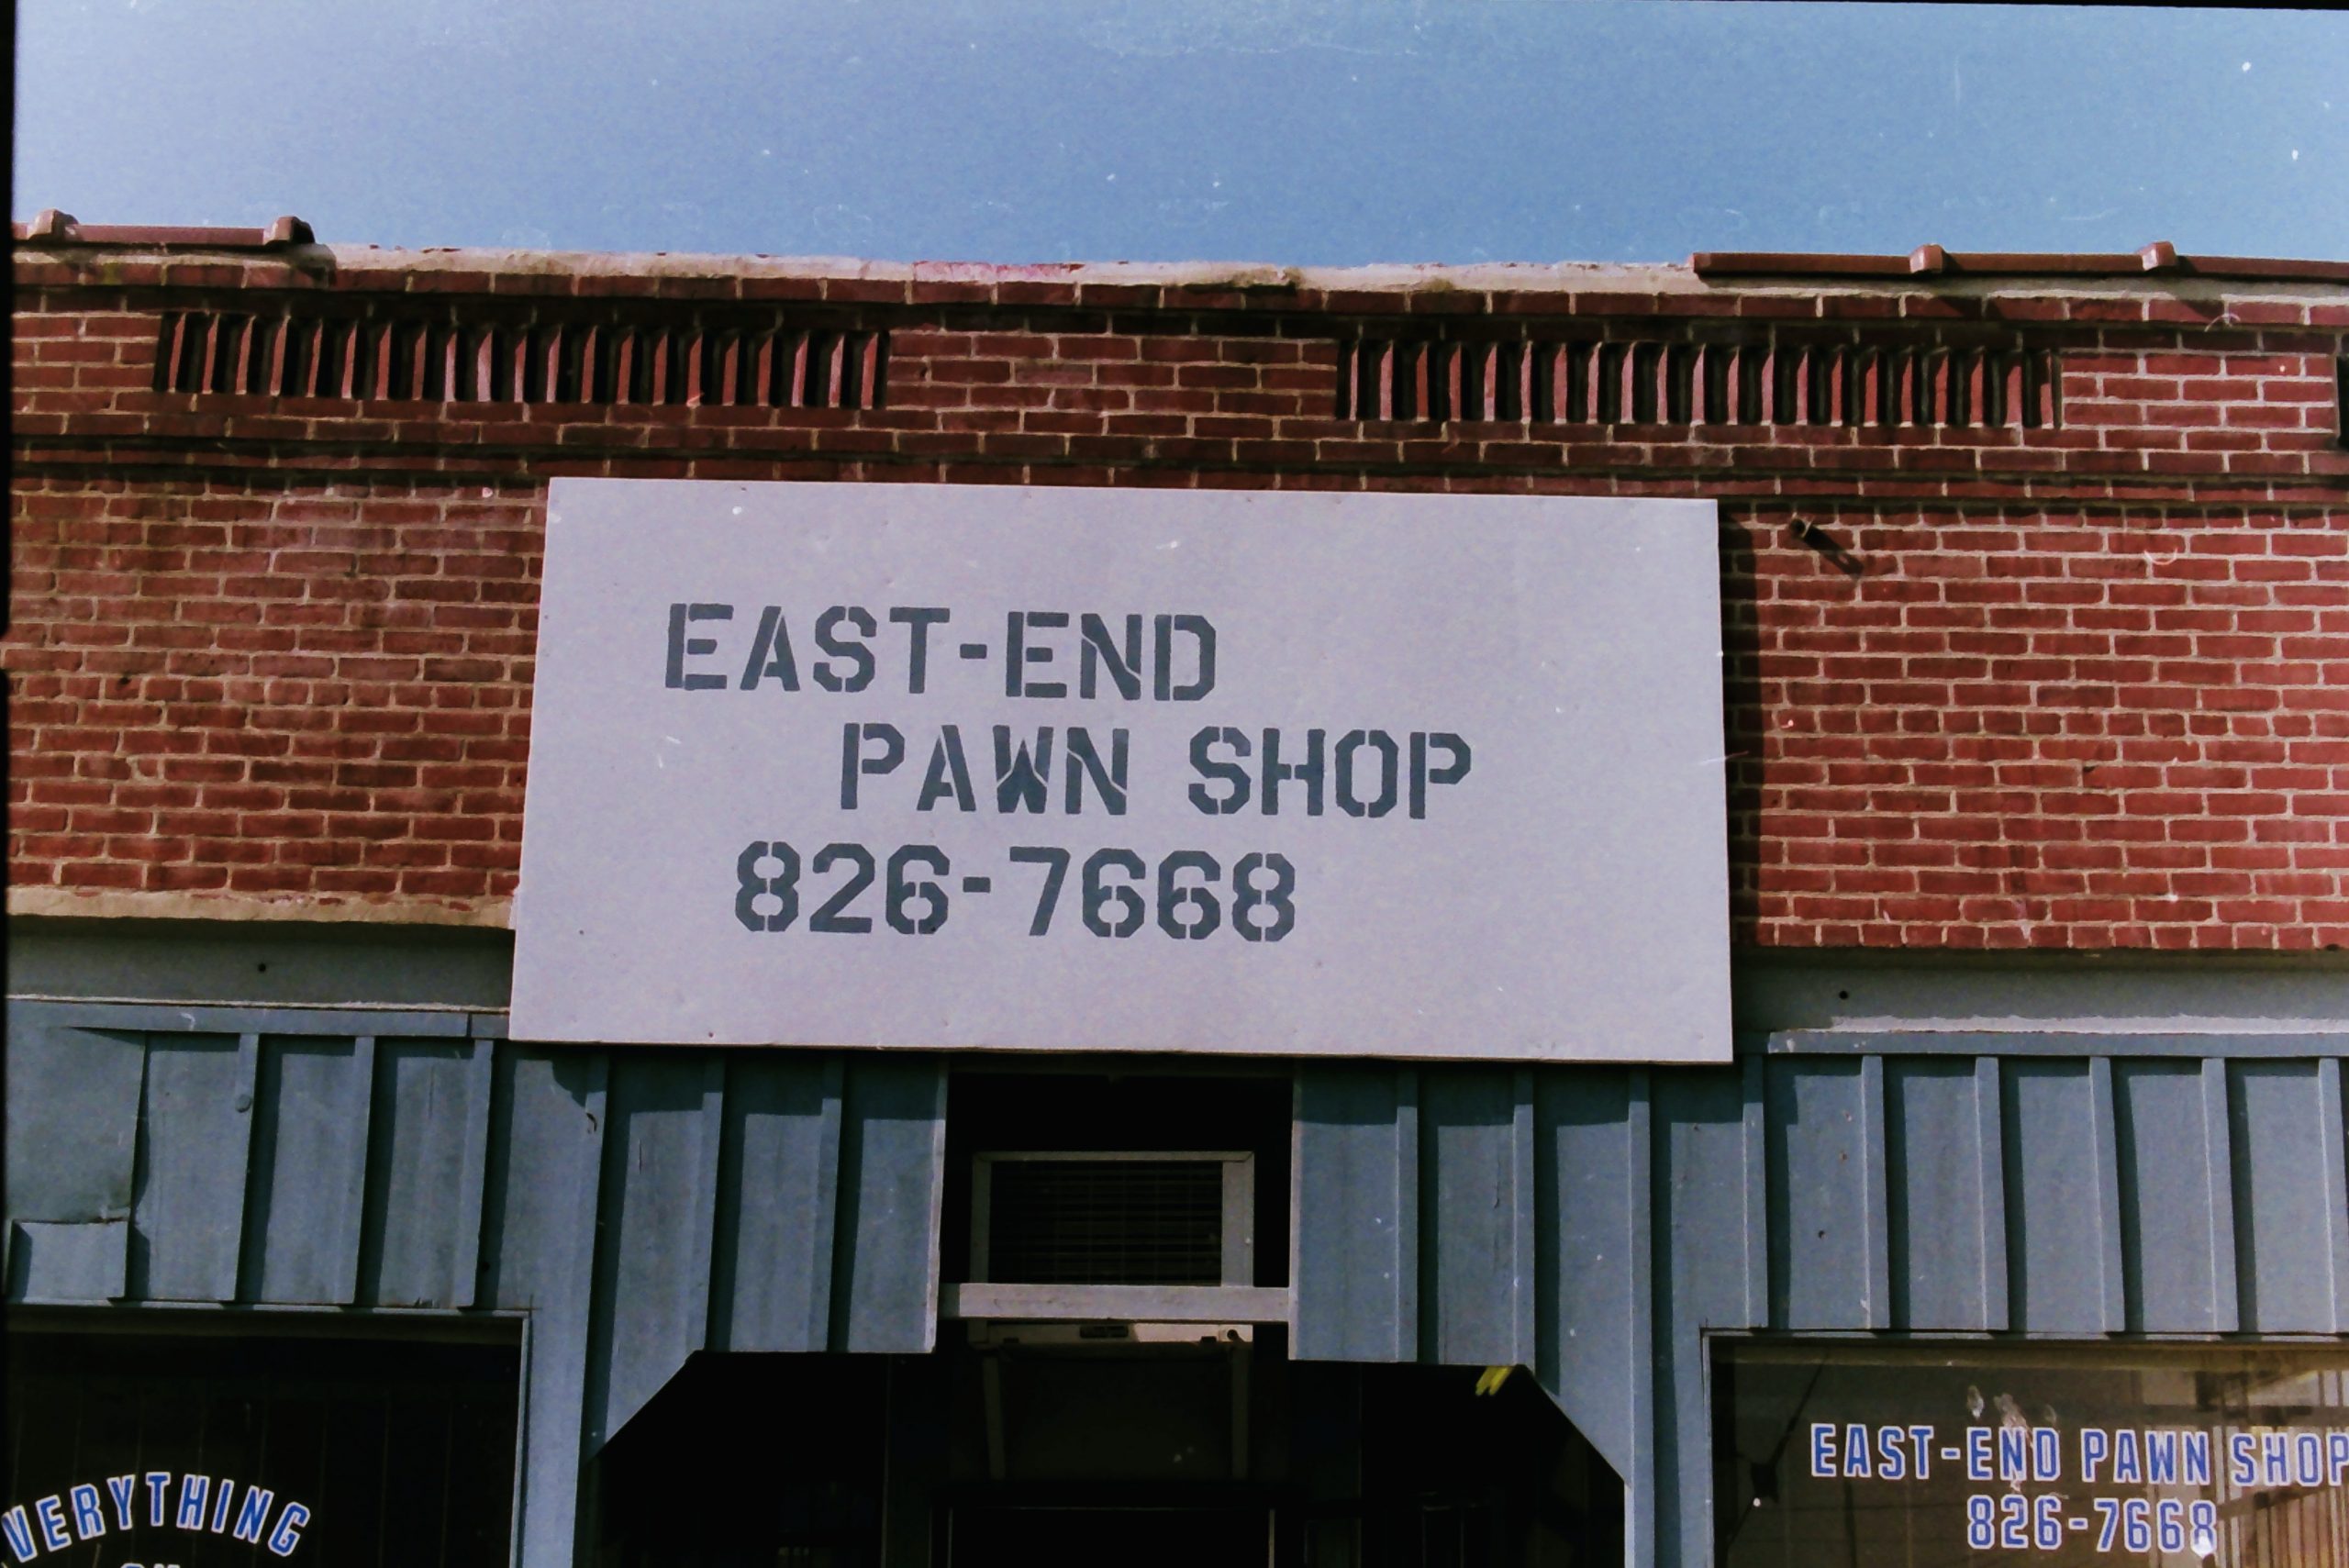 EAST-END
PAWN SHOP
826-7668
VERYTHING
EAST-END PAWN SHOP
826-7668